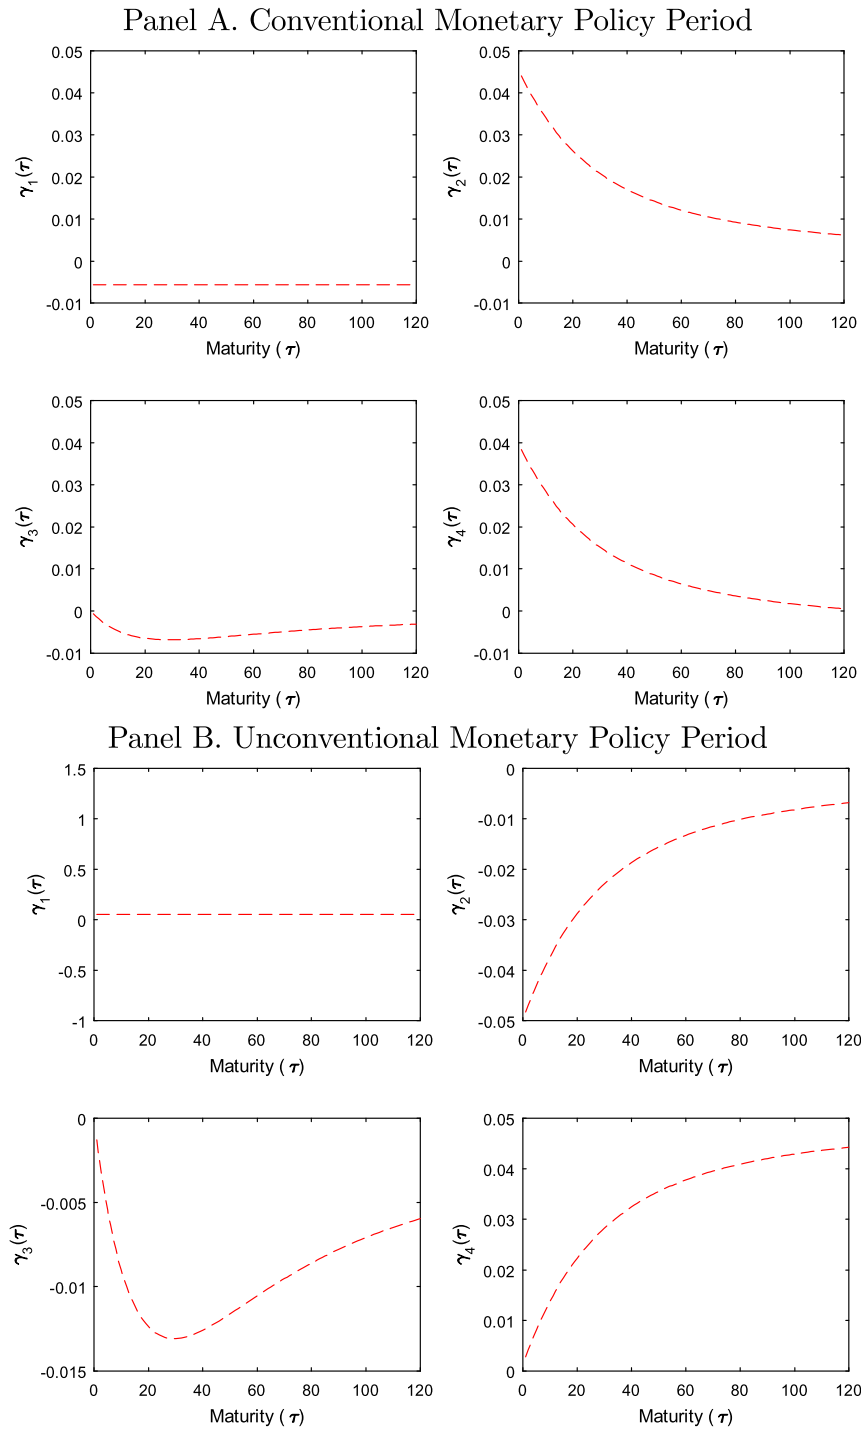 Panel A. Conventional Monetary Policy Period
0.05
0.04
0.03
0.02
0.01
0
-0.01
γ1(τ)
0 20 40 60 80 100 120
Maturity ( τ)
0.05
0.04
0.03
0.02
0.01
0
-0.01
γ2(τ)
0 20 40 60 80 100 120
Maturity ( τ)
0.05
0.04
0.03
0.02
0.01
0
-0.01
γ3(τ)
0 20 40 60 80 100 120
Maturity ( τ)
0.05
0.04
0.03
0.02
0.01
0
-0.01
γ4(τ)
0 20 40 60 80 100 120
Maturity ( τ)
Panel B. Unconventional Monetary Policy Period
1.5
1
0.5
0
-0.5
-1
γ1(τ)
0 20 40 60 80 100 120
Maturity ( τ)
0
-0.01
-0.02
-0.03
-0.04
-0.05
γ2(τ)
0 20 40 60 80 100 120
Maturity ( τ)
0
-0.005
-0.01
-0.015
γ3(τ)
0 20 40 60 80 100 120
Maturity ( τ)
0.05
0.04
0.03
0.02
0.01
0
γ4(τ)
0 20 40 60 80 100 120
Maturity ( τ)